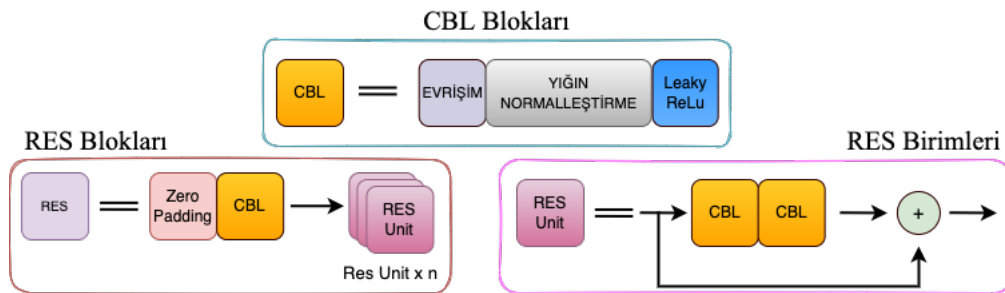 CBL Blokları
CBL
EVRİŞİM
YIĞIN
NORMALLEŞTİRME
Leaky
ReLu
RES Blokları
RES
Zero
Padding
CBL
RES
Unit
Res Unit x n
RES Birimleri
RES
Unit
CBL
CBL
+